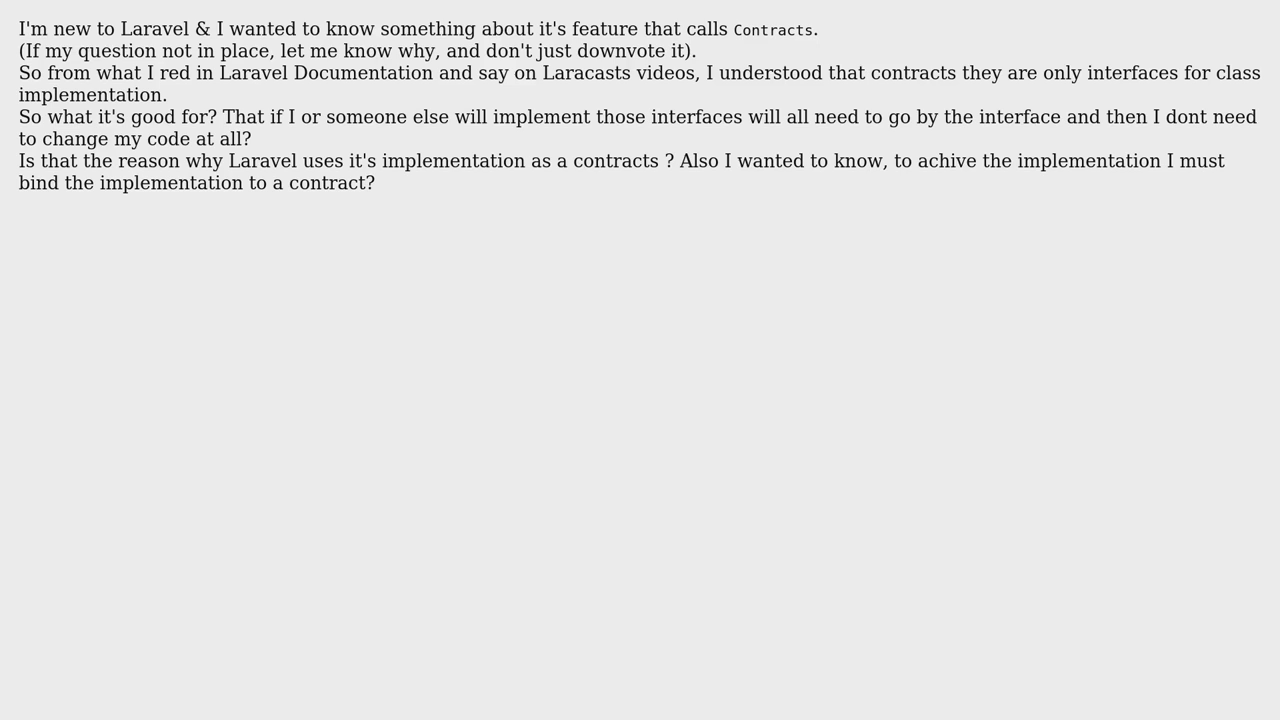 I'm new to Laravel & I wanted to know something about it's feature that calls Contracts.
(If my question not in place, let me know why, and don't just downvote it).
So from what I red in Laravel Documentation and say on Laracasts videos, I understood that contracts they are only interfaces for class
implementation.
So what it's good for? That if I or someone else will implement those interfaces will all need to go by the interface and then I dont need
to change my code at all?
Is that the reason why Laravel uses it's implementation as a contracts ? Also I wanted to know, to achive the implementation I must
bind the implementation to a contract?